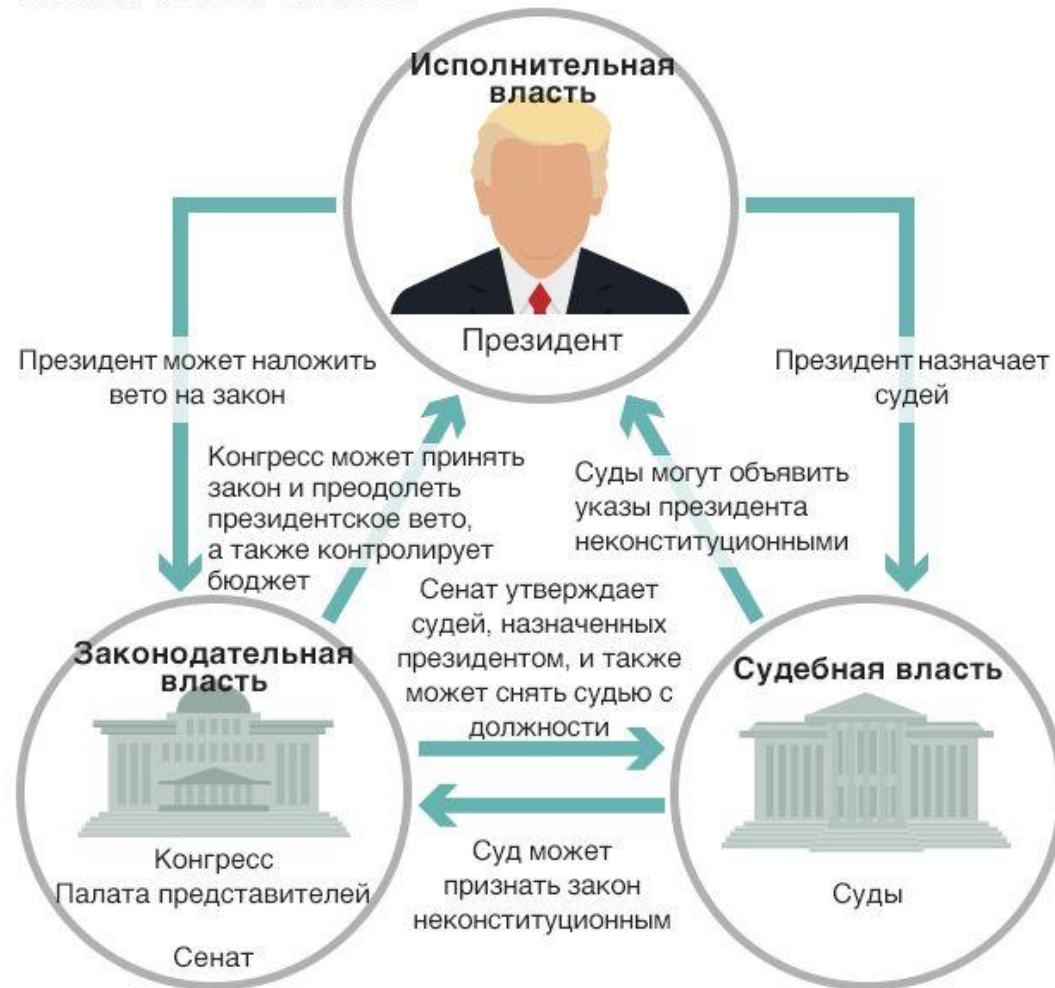 Исполнительная
власть
Президент
Президент может наложить
вето на закон
Президент назначает
судей
Конгресс может принять
закон и преодолеть
президентское вето,
а также контролирует
бюджет
Суды могут объявить
указы президента
неконституционными
Сенат утверждает
судей, назначенных
президентом, и также
может снять судью с
должности
Законодательная
власть
Конгресс
Палата представителей
Сенат
Судебная власть
Суды
Суд может
признать закон
неконституционным